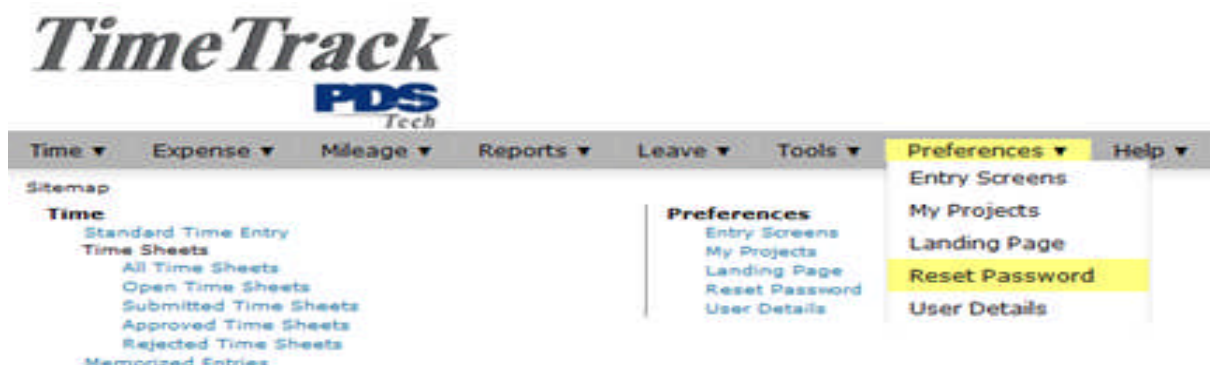 TimeTrack
PDS
Tech
Time ▼ Expense ▼ Mileage ▼ Reports ▼ Leave ▼ Tools ▼ Preferences ▼ Help ▼
Sitemap
Time
Standard Time Entry
Time Sheets
All Time Sheets
Open Time Sheets
Submitted Time Sheets
Approved Time Sheets
Rejected Time Sheets
Memorized Entries
Preferences
Entry Screens
My Projects
Landing Page
Reset Password
User Details
Entry Screens
My Projects
Landing Page
Reset Password
User Details